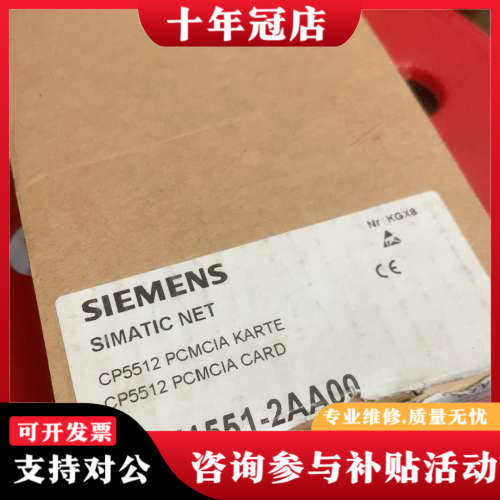 十年冠店
Nr KGX8
CE
SIEMENS
SIMATIC NET
CP5512 PCMCIA KARTE
CP5512 PCMCIA CARD
1551-2AA00
专业维修.质量无忧
可开发票
支持对公
咨询参与补贴活动